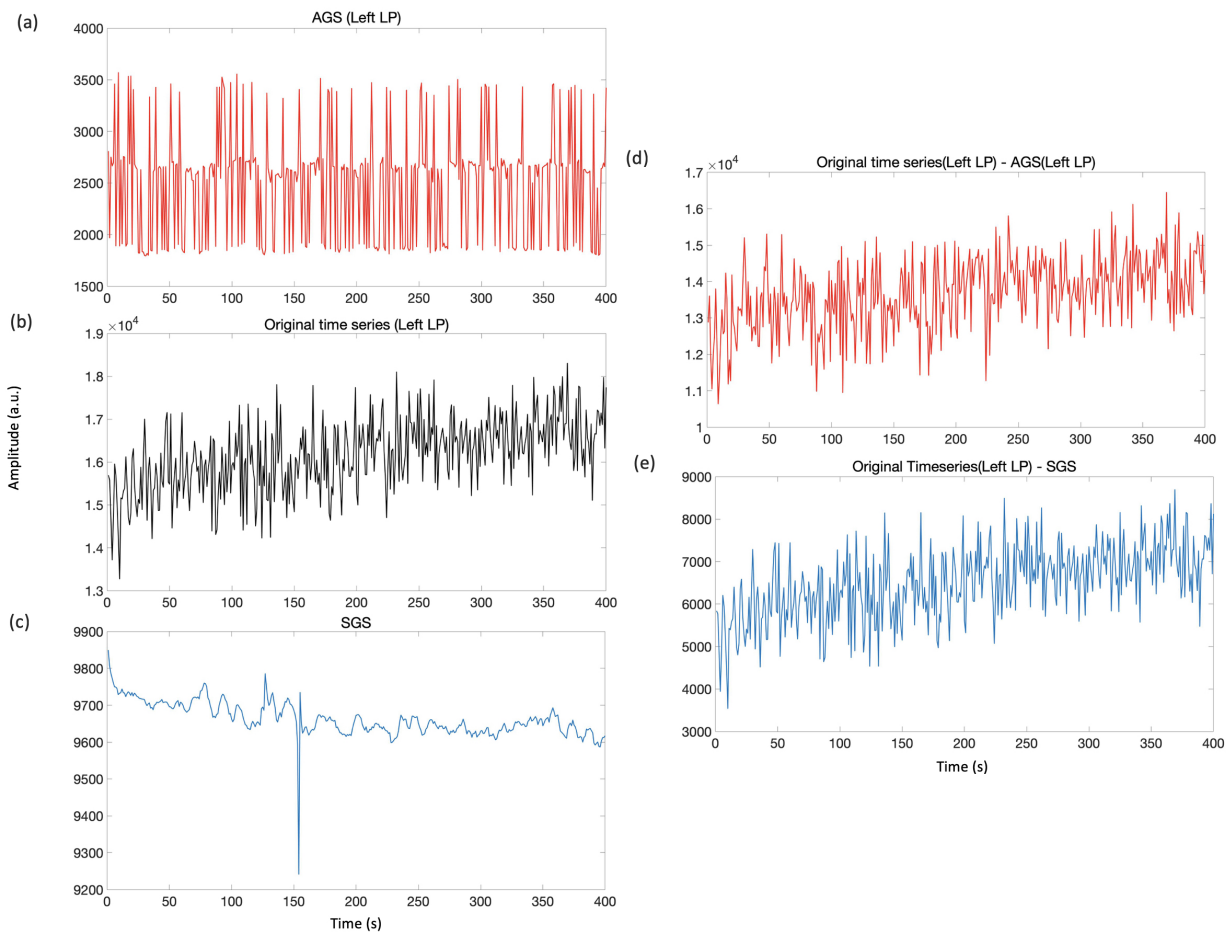 (a)
AGS (Left LP)
4000
3500
3000
2500
2000
1500
0 50 100 150 200 250 300 350 400
(b)
Original time series (Left LP)
1.9 ×10⁴
1.8
1.7
1.6
1.5
1.4
1.3
0 50 100 150 200 250 300 350 400
Amplitude (a.u.)
(c)
SGS
9900
9800
9700
9600
9500
9400
9300
9200
0 50 100 150 200 250 300 350 400
Time (s)
(d)
Original time series(Left LP) - AGS(Left LP)
1.7 ×10⁴
1.6
1.5
1.4
1.3
1.2
1.1
1
0 50 100 150 200 250 300 350 400
(e)
Original Timeseries(Left LP) - SGS
9000
8000
7000
6000
5000
4000
3000
0 50 100 150 200 250 300 350 400
Time (s)